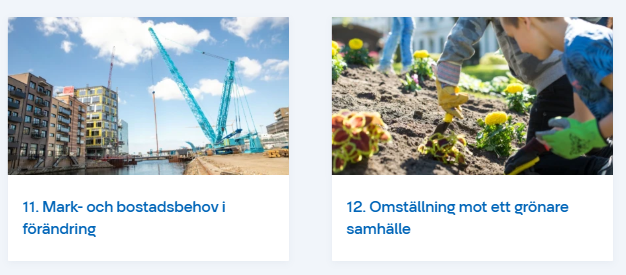 11. Mark- och bostadsbehov i
förändring
12. Omställning mot ett grönare
samhälle